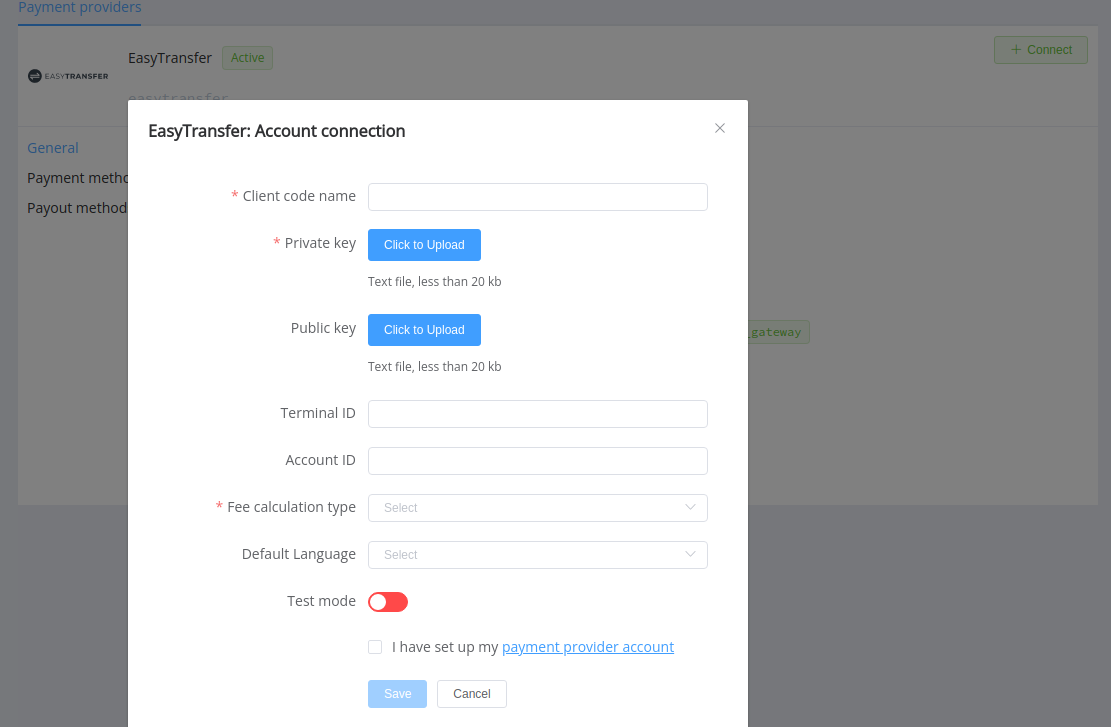 Payment providers
EASYTRANSFER
EasyTransfer Active
+ Connect
easytransfer
General
Payment metho
Payout method
gateway
EasyTransfer: Account connection
* Client code name
* Private key Click to Upload
Text file, less than 20 kb
Public key Click to Upload
Text file, less than 20 kb
Terminal ID
Account ID
* Fee calculation type Select
Default Language Select
Test mode
I have set up my payment provider account
Save Cancel